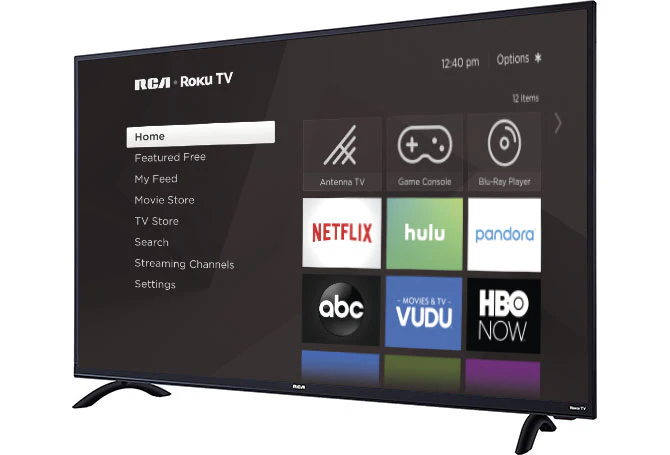 RCA • Roku TV
12:40 pm
Options *
12 Items
Home
Featured Free
My Feed
Movie Store
TV Store
Search
Streaming Channels
Settings
Antenna TV
Game Console
Blu-Ray Player
NETFLIX
hulu
pandora
abc
- MOVIES & TV -
VUDU
HBO
NOW
RCA
Roku TV